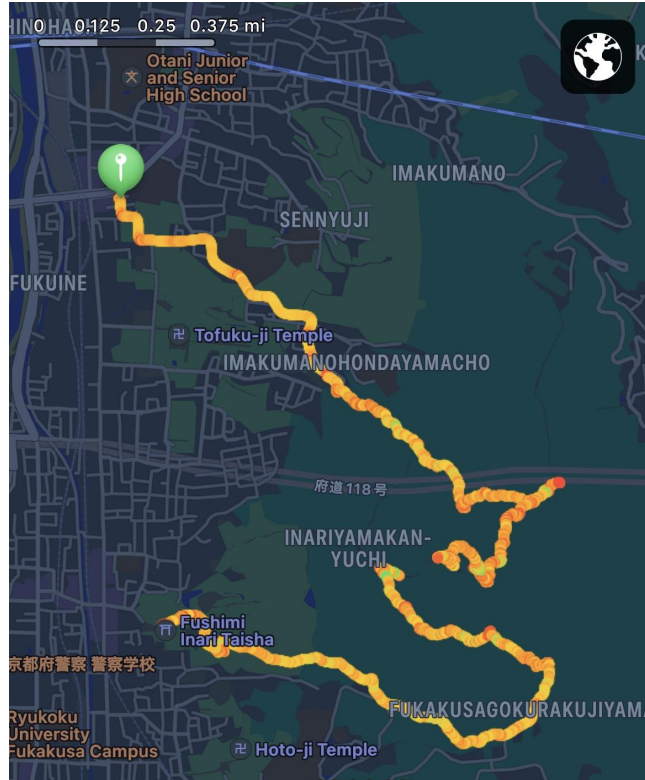 0 0.125 0.25 0.375 mi
Otani Junior
and Senior
High School
IMAKUMANO
SENNYUJI
FUKUINE
Tofuku-ji Temple
IMAKUMANOHONDAYAMACHO
府道 118 号
INARIYAMAKAN-
YUCHI
Fushimi
Inari Taisha
京都府警察 警察学校
FUKAKUSAGOKURAKUJIYAMA
Ryukoku
University
Fukakusa Campus
Hoto-ji Temple